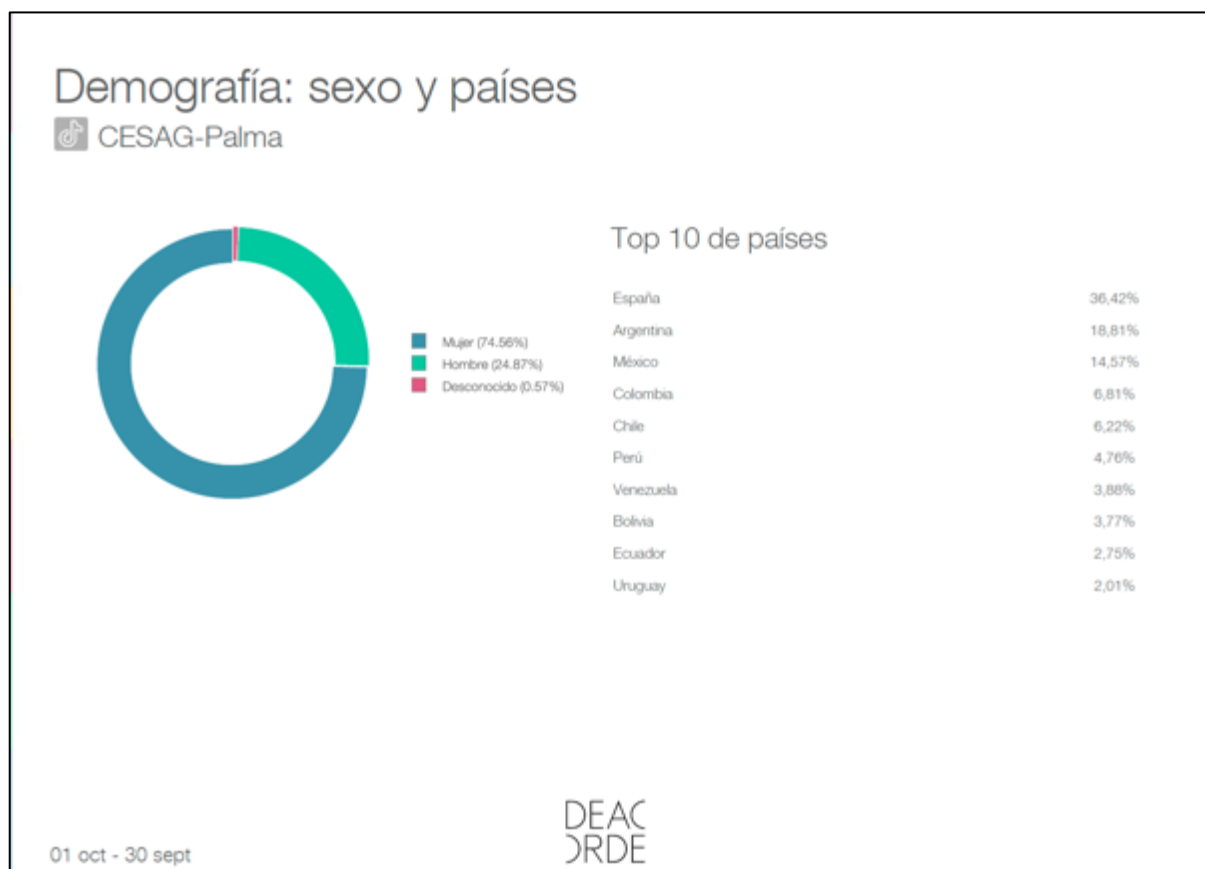 Demografía: sexo y países
CESAG-Palma
Mujer (74.56%)
Hombre (24.87%)
Desconocido (0.57%)
Top 10 de países
España 36,42%
Argentina 18,81%
México 14,57%
Colombia 6,81%
Chile 6,22%
Perú 4,76%
Venezuela 3,88%
Bolivia 3,77%
Ecuador 2,75%
Uruguay 2,01%
01 oct - 30 sept
DEAC
ORDE